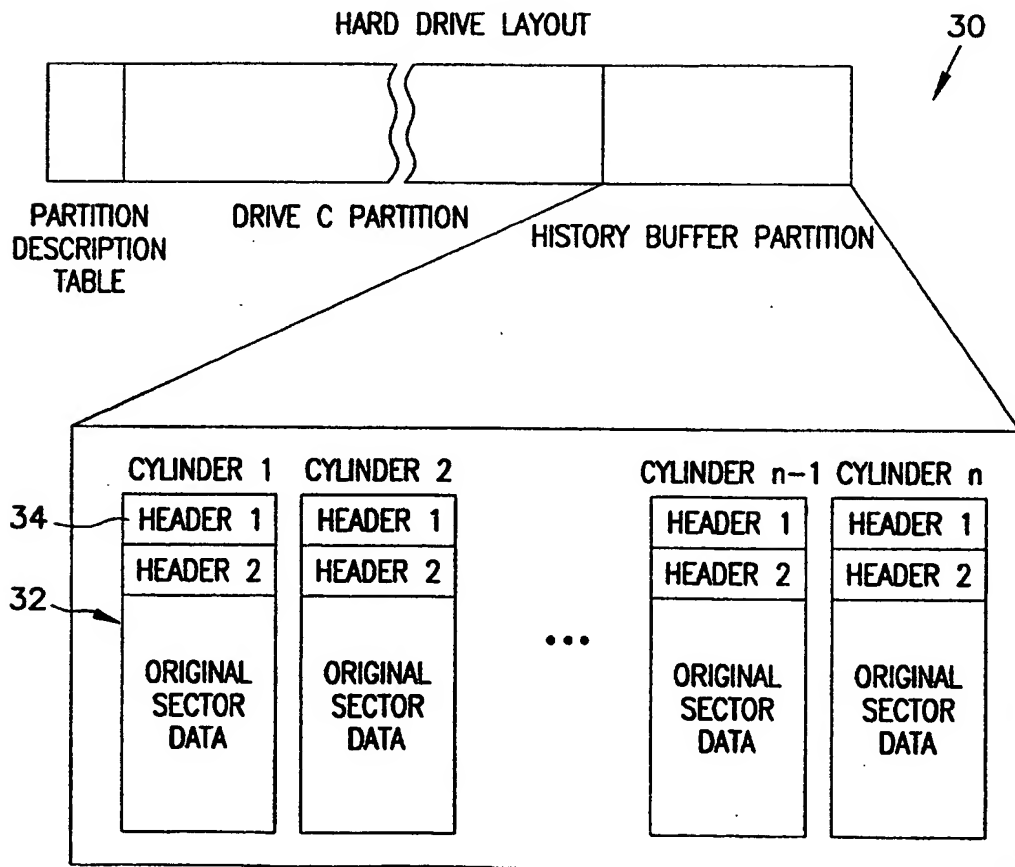 HARD DRIVE LAYOUT
30
PARTITION
DESCRIPTION
TABLE
DRIVE C PARTITION
HISTORY BUFFER PARTITION
CYLINDER 1
CYLINDER 2
CYLINDER n-1
CYLINDER n
34
HEADER 1
HEADER 1
HEADER 1
HEADER 1
HEADER 2
HEADER 2
HEADER 2
HEADER 2
32
•••
ORIGINAL
SECTOR
DATA
ORIGINAL
SECTOR
DATA
ORIGINAL
SECTOR
DATA
ORIGINAL
SECTOR
DATA